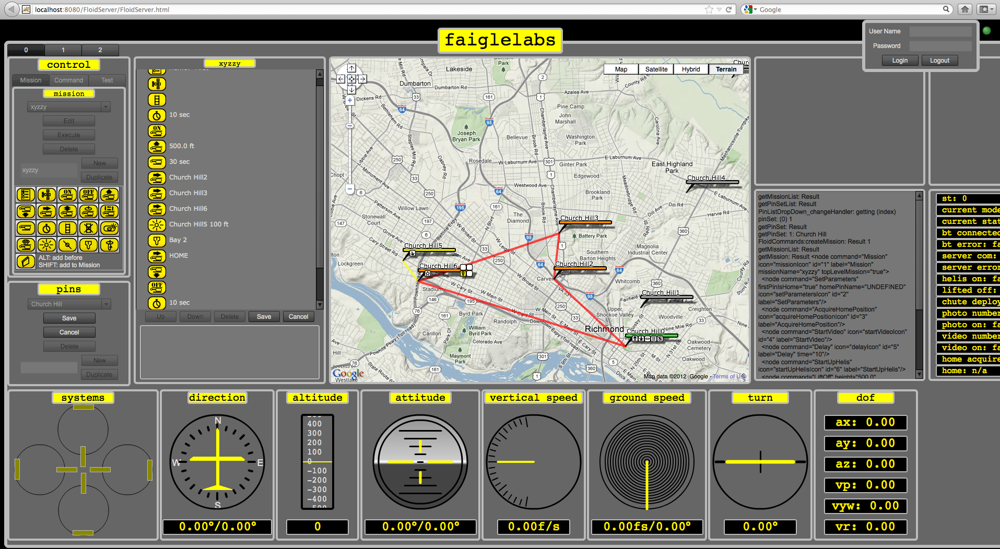 localhost:8080/FloidServer/FloidServer.html
Google
faiglelabs
User Name
Password
Login Logout
0 1 2
control
Mission Command Test
mission
xyzzy
Edit
Execute
Delete
New
xyzzy
Duplicate
ON OFF
ALT: add before
SHIFT: add to Mission
pins
Church Hill
Save
Cancel
Delete
New
Duplicate
xyzzy
10 sec
ON
500.0 ft
30 sec
Church Hill2
Church Hill3
Church Hill6
Church Hill5 100 ft
Bay 2
HOME
OFF
10 sec
Up Down Delete Save Cancel
Map Satellite Hybrid Terrain
Lakeside
Dumbarton
Dumbarton Rd
Azalea Ave
Pine Camp
John Marshall
Joseph Bryan Park
Bellevue
Washington Park
Rosedale
W Laburnum Ave
E Laburnum Ave
Ginter Park
East Highland Park
Edgewood
Westwood Ave
Brookland Park
Willow Lawn
The Diamond
Stonewall Court
Battery Park
Southern Barton Heights
Magnolia Industrial Center
Lockgreen
Church Hill4
Church Hill3
Church Hill5
Church Hill6
Church Hill2
Church Hill1
Church Hill0
Carver
Whitcomb
Stadium
Fairfield Ave
Creighton
Upper Shockoe Valley
Woodville
Byrd Park
Randolph
Carillon
William Byrd Park
Maymont Park
Richmond
Oakwood Cemetery
Oakwood
POWERED BY
Google
Westlake
Map data ©2012 Google - Terms of Use
getMissionList: Result
getPinSetList: Result
PinListDropDown_changeHandler: getting (index)
pinSet: (0) 1
getPinSet: Result
getPinSet: 1: Church Hill
FloidCommands:createMission: Result 1
getMissionList: Result
getMission: Result <node command="Mission"
icon="missionIcon" id="1" label="Mission"
missionName="xyzzy" topLevelMission="true">
<node command="SetParameters"
firstPinIsHome="true" homePinName="UNDEFINED"
icon="setParametersIcon" id="2"
label="SetParameters"/>
<node command="AcquireHomePosition"
icon="acquireHomePositionIcon" id="3"
label="AcquireHomePosition"/>
<node command="StartVideo" icon="startVideoIcon"
id="4" label="StartVideo"/>
<node command="Delay" icon="delayIcon" id="5"
label="Delay" time="10"/>
<node command="StartUpHelis"
icon="startUpHelisIcon" id="6" label="StartUpHelis"/>
<node command="LiftOff" height="500.0"
st: 0
current mode
current stat
bt connected
bt error: fa
server com:
server error
helis on: fa
lifted off:
chute deploy
photo number
photo on: fa
video number
video on: fa
home acquire
home: n/a
systems
direction
N
W E
S
0.00°/0.00°
altitude
400
300
200
100
0
-100
-200
-300
-400
0
attitude
0.00°/0.00°
vertical speed
0.00f/s
ground speed
0.00fs/0.00°
turn
0.00°
dof
ax: 0.00
ay: 0.00
az: 0.00
vp: 0.00
vyw: 0.00
vr: 0.00